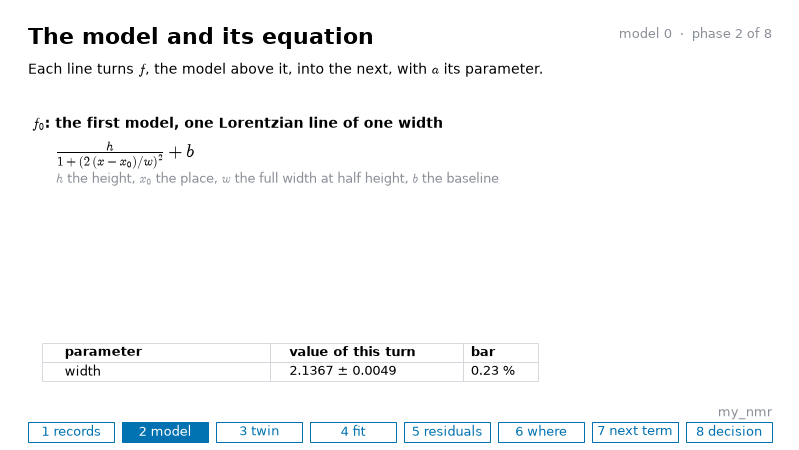 The model and its equation
model 0 · phase 2 of 8
Each line turns f, the model above it, into the next, with a its parameter.
f₀: the first model, one Lorentzian line of one width
h / (1 + (2 (x − x₀)/w)²) + b
h the height, x₀ the place, w the full width at half height, b the baseline
parameter value of this turn bar
width 2.1367 ± 0.0049 0.23 %
my_nmr
1 records 2 model 3 twin 4 fit 5 residuals 6 where 7 next term 8 decision